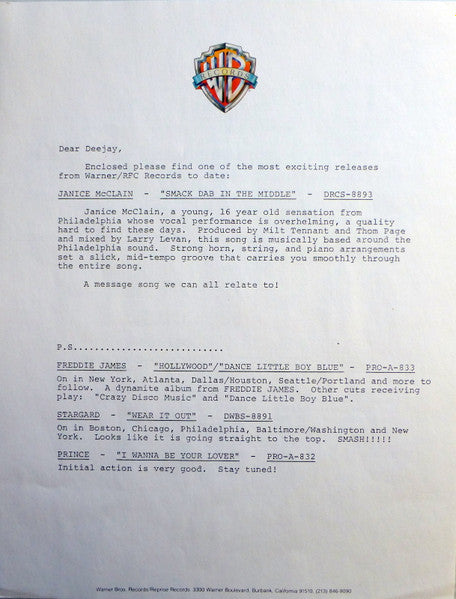 WB
RECORDS
Dear Deejay,
Enclosed please find one of the most exciting releases
from Warner/RFC Records to date:
JANICE McCLAIN - "SMACK DAB IN THE MIDDLE" - DRCS-8893
Janice McClain, a young, 16 year old sensation from
Philadelphia whose vocal performance is overhelming, a quality
hard to find these days. Produced by Milt Tennant and Thom Page
and mixed by Larry Levan, this song is musically based around the
Philadelphia sound. Strong horn, string, and piano arrangements
set a slick, mid-tempo groove that carries you smoothly through
the entire song.
A message song we can all relate to!
P.S...........................
FREDDIE JAMES - "HOLLYWOOD"/"DANCE LITTLE BOY BLUE" - PRO-A-833
On in New York, Atlanta, Dallas/Houston, Seattle/Portland and more to
follow. A dynamite album from FREDDIE JAMES. Other cuts receiving
play: "Crazy Disco Music" and "Dance Little Boy Blue".
STARGARD - "WEAR IT OUT" - DWBS-8891
On in Boston, Chicago, Philadelphia, Baltimore/Washington and New
York. Looks like it is going straight to the top. SMASH!!!!!
PRINCE - "I WANNA BE YOUR LOVER" - PRO-A-832
Initial action is very good. Stay tuned!
Warner Bros. Records/Reprise Records 3300 Warner Boulevard, Burbank, California 91510, (213) 846-9090